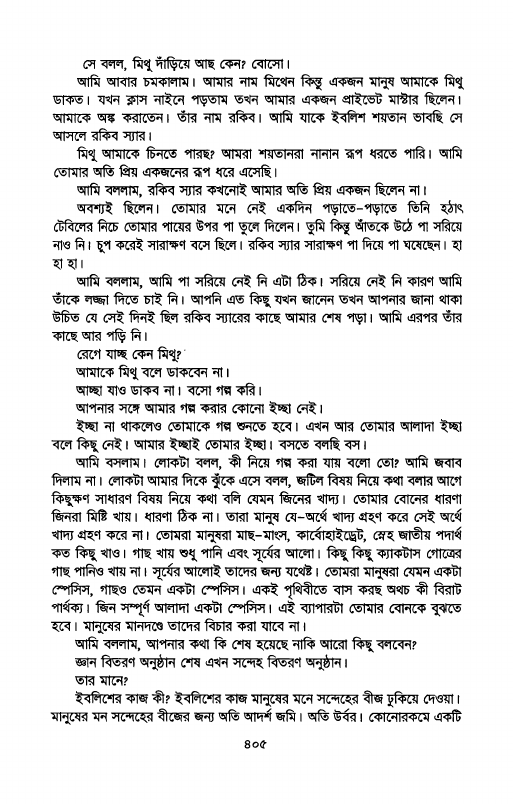 সে বলল, মিথু দাঁড়িয়ে আছ কেন? বোসো।
আমি আবার চমকালাম। আমার নাম মিথেন কিন্তু একজন মানুষ আমাকে মিথু
ডাকত। যখন ক্লাস নাইনে পড়তাম তখন আমার একজন প্রাইভেট মাস্টার ছিলেন।
আমাকে অঙ্ক করাতেন। তাঁর নাম রকিব। আমি যাকে ইবলিশ শয়তান ভাবছি সে
আসলে রকিব স্যার।
মিথু আমাকে চিনতে পারছ? আমরা শয়তানরা নানান রূপ ধরতে পারি। আমি
তোমার অতি প্রিয় একজনের রূপ ধরে এসেছি।
আমি বললাম, রকিব স্যার কখনোই আমার অতি প্রিয় একজন ছিলেন না।
অবশ্যই ছিলেন। তোমার মনে নেই একদিন পড়াতে-পড়াতে তিনি হঠাৎ
টেবিলের নিচে তোমার পায়ের উপর পা তুলে দিলেন। তুমি কিন্তু আঁতকে উঠে পা সরিয়ে
নাও নি। চুপ করেই সারাক্ষণ বসে ছিলে। রকিব স্যার সারাক্ষণ পা দিয়ে পা ঘষেছেন। হা
হা হা।
আমি বললাম, আমি পা সরিয়ে নেই নি এটা ঠিক। সরিয়ে নেই নি কারণ আমি
তাঁকে লজ্জা দিতে চাই নি। আপনি এত কিছু যখন জানেন তখন আপনার জানা থাকা
উচিত যে সেই দিনই ছিল রকিব স্যারের কাছে আমার শেষ পড়া। আমি এরপর তাঁর
কাছে আর পড়ি নি।
রেগে যাচ্ছ কেন মিথু?
আমাকে মিথু বলে ডাকবেন না।
আচ্ছা যাও ডাকব না। বসো গল্প করি।
আপনার সঙ্গে আমার গল্প করার কোনো ইচ্ছা নেই।
ইচ্ছা না থাকলেও তোমাকে গল্প শুনতে হবে। এখন আর তোমার আলাদা ইচ্ছা
বলে কিছু নেই। আমার ইচ্ছাই তোমার ইচ্ছা। বসতে বলছি বস।
আমি বসলাম। লোকটা বলল, কী নিয়ে গল্প করা যায় বলো তো? আমি জবাব
দিলাম না। লোকটা আমার দিকে ঝুঁকে এসে বলল, জটিল বিষয় নিয়ে কথা বলার আগে
কিছুক্ষণ সাধারণ বিষয় নিয়ে কথা বলি যেমন জিনের খাদ্য। তোমার বোনের ধারণা
জিনরা মিষ্টি খায়। ধারণা ঠিক না। তারা মানুষ যে-অর্থে খাদ্য গ্রহণ করে সেই অর্থে
খাদ্য গ্রহণ করে না। তোমরা মানুষরা মাছ-মাংস, কার্বোহাইড্রেট, স্নেহ জাতীয় পদার্থ
কত কিছু খাও। গাছ খায় শুধু পানি এবং সূর্যের আলো। কিছু কিছু ক্যাকটাস গোত্রের
গাছ পানিও খায় না। সূর্যের আলোই তাদের জন্য যথেষ্ট। তোমরা মানুষরা যেমন একটা
স্পেসিস, গাছও তেমন একটা স্পেসিস। একই পৃথিবীতে বাস করছ অথচ কী বিরাট
পার্থক্য। জিন সম্পূর্ণ আলাদা একটা স্পেসিস। এই ব্যাপারটা তোমার বোনকে বুঝতে
হবে। মানুষের মানদণ্ডে তাদের বিচার করা যাবে না।
আমি বললাম, আপনার কথা কি শেষ হয়েছে নাকি আরো কিছু বলবেন?
জ্ঞান বিতরণ অনুষ্ঠান শেষ এখন সন্দেহ বিতরণ অনুষ্ঠান।
তার মানে?
ইবলিশের কাজ কী? ইবলিশের কাজ মানুষের মনে সন্দেহের বীজ ঢুকিয়ে দেওয়া।
মানুষের মন সন্দেহের বীজের জন্য অতি আদর্শ জমি। অতি উর্বর। কোনোরকমে একটি
৪০৫